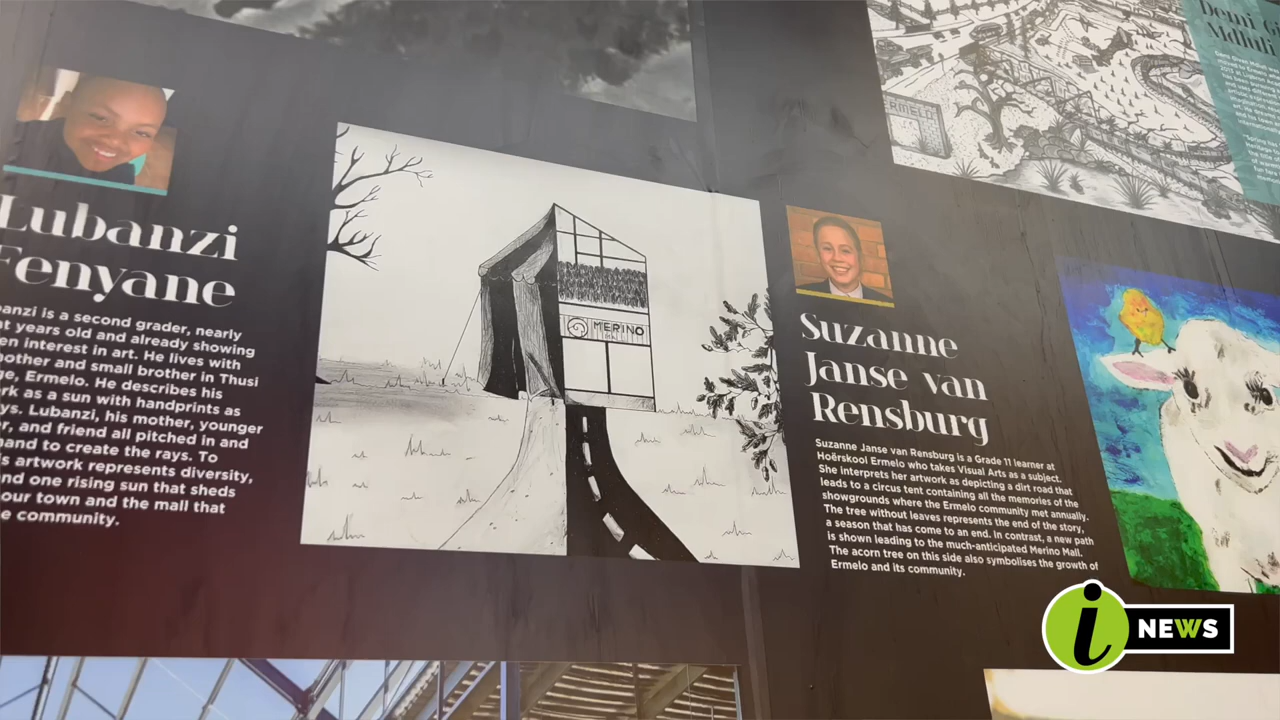 Lubanzi
Fenyane
is a second grader, nearly
years old and already showing
interest in art. He lives with
and small brother in Thusi
Ermelo. He describes his
as a sun with handprints as
Lubanzi, his mother, younger
and friend all pitched in and
to create the rays. To
artwork represents diversity,
one rising sun that sheds
our town and the mall that
community.
MERINO
Suzanne
Janse van
Rensburg
Suzanne Janse van Rensburg is a Grade 11 learner at
Hoërskool Ermelo who takes Visual Arts as a subject.
She interprets her artwork as depicting a dirt road that
leads to a circus tent containing all the memories of the
showgrounds where the Ermelo community met annually.
The tree without leaves represents the end of the story,
a season that has come to an end. In contrast, a new path
is shown leading to the much-anticipated Merino Mall.
The acorn tree on this side also symbolises the growth of
Ermelo and its community.
ERMELO
Demi
Mdluli
i NEWS